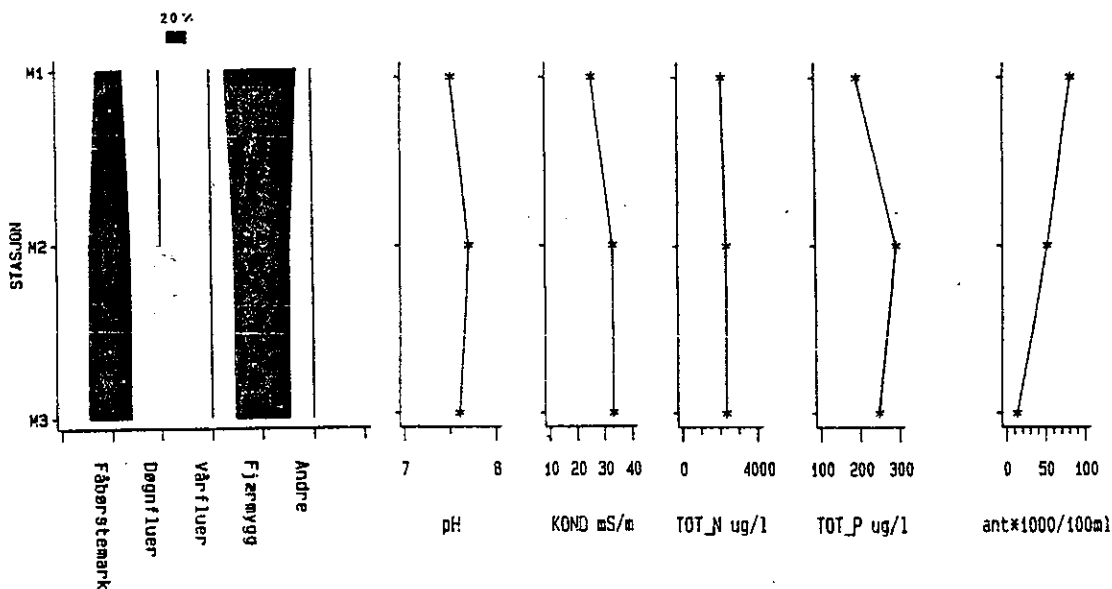 20%
M1
M2
M3
STASJON
Fåbørstemark
Døgnfluer
Vårfluer
Fjærmygg
Andre
7 8
pH
10 20 30 40
KOND mS/m
0 4000
TOT_N ug/l
100 200 300
TOT_P ug/l
0 50 100
ant*1000/100ml